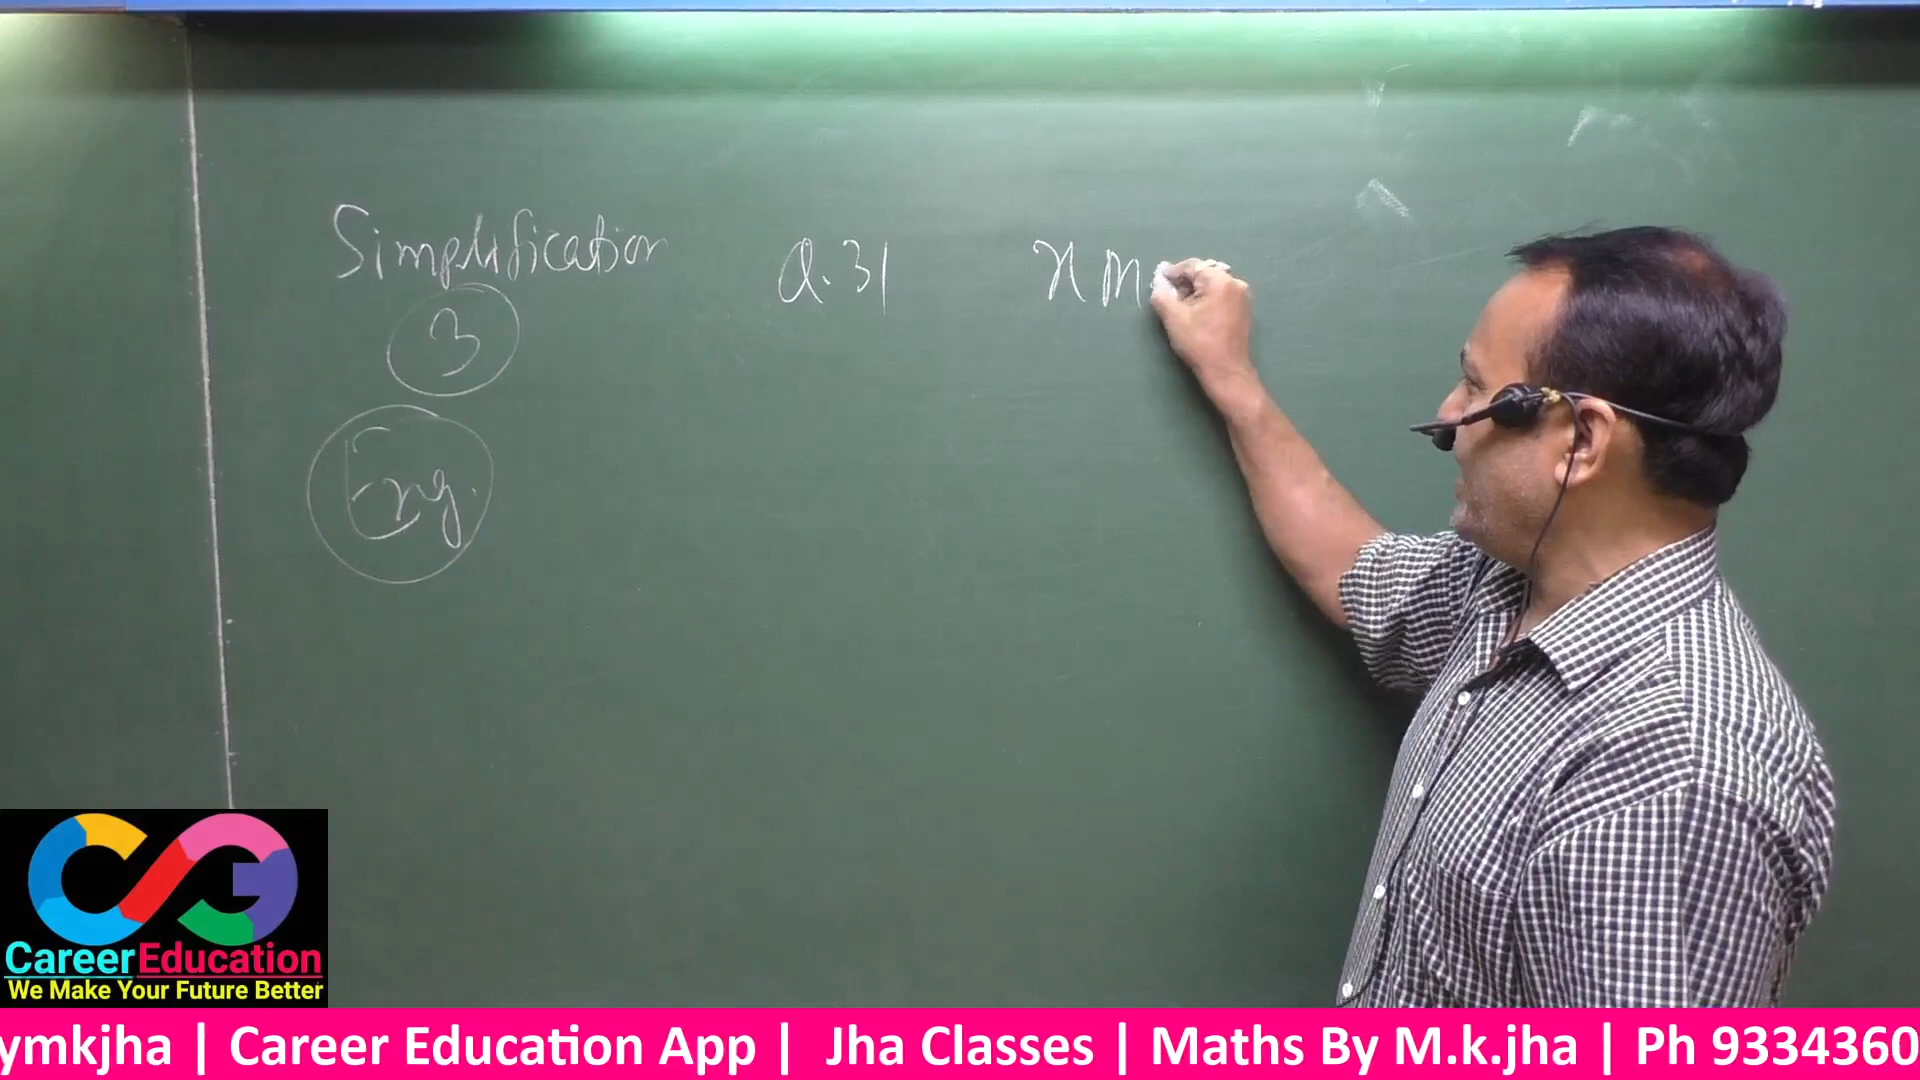 Simplification
3
Eng.
Q.31 x m
Career Education
We Make Your Future Better
ymkjha | Career Education App | Jha Classes | Maths By M.k.jha | Ph 9334360